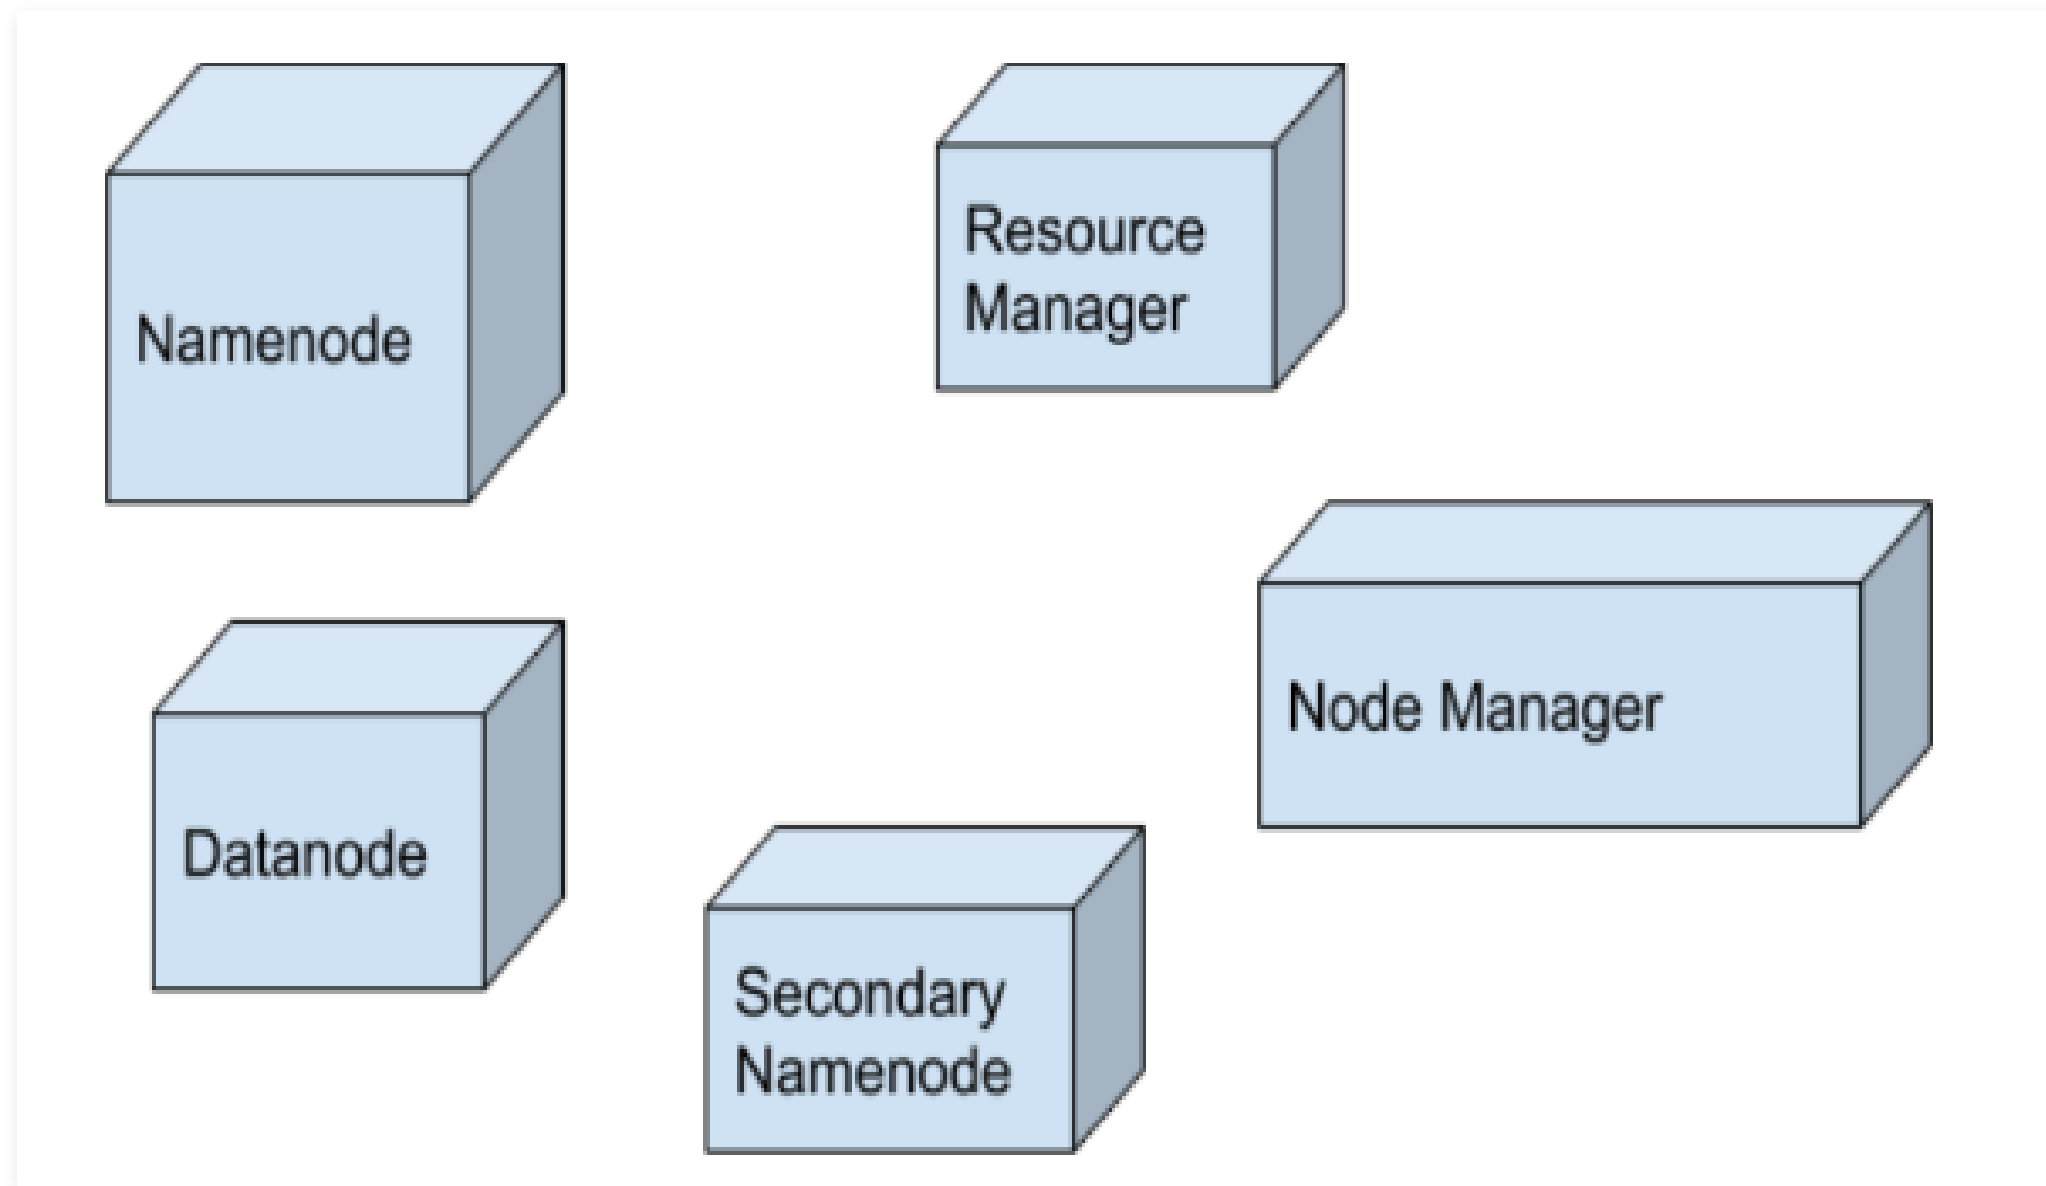 Namenode
Resource
Manager
Node Manager
Datanode
Secondary
Namenode